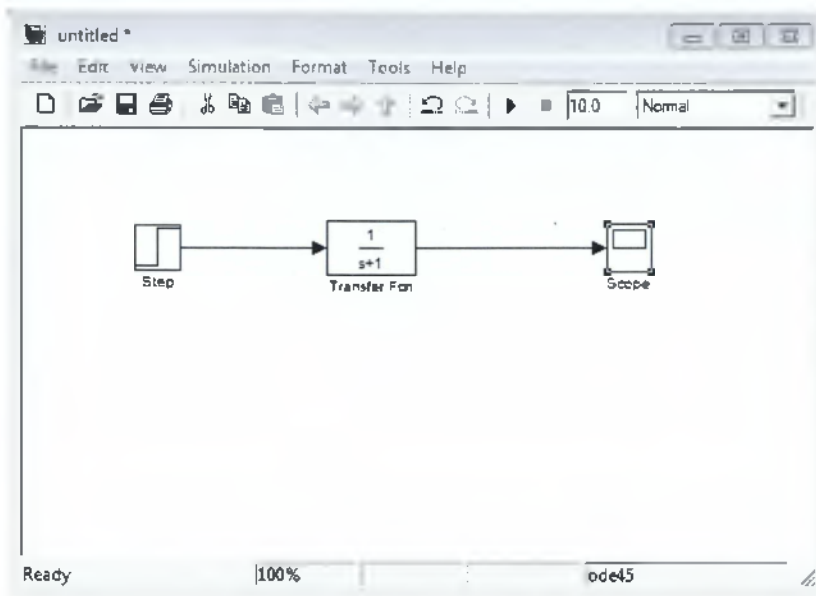 untitled *
File Edit View Simulation Format Tools Help
10.0 Normal
1
s+1
Step
Transfer Fcn
Scope
Ready 100% ode45